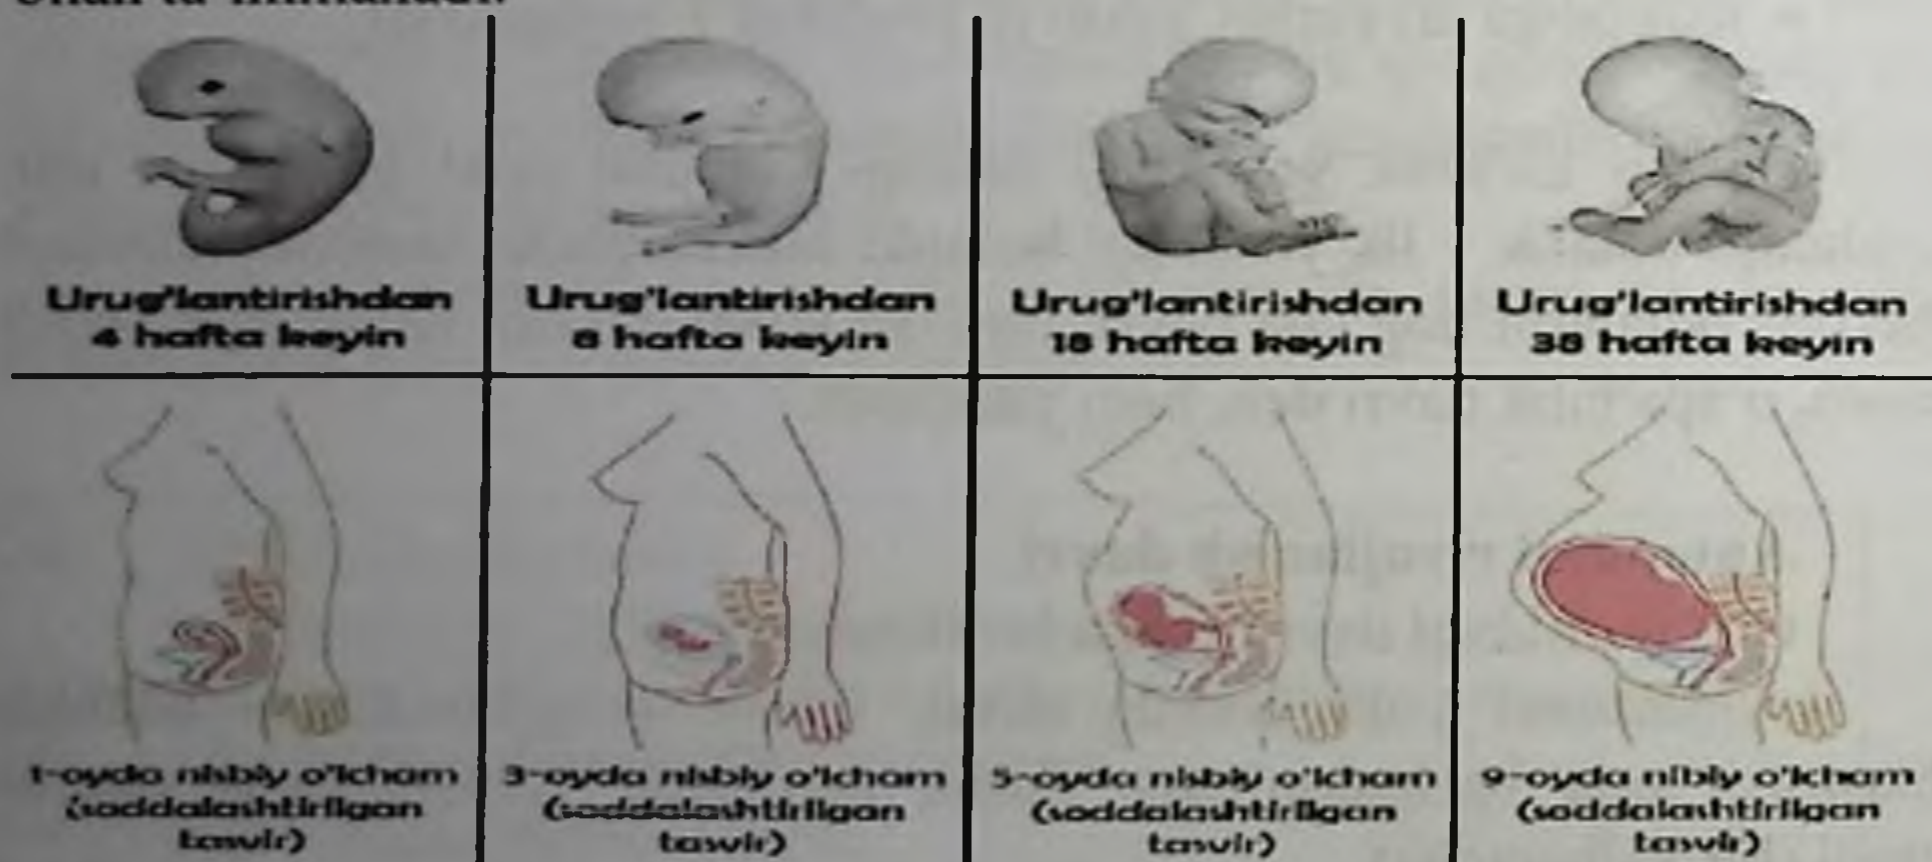 Urug'lantirishdan
4 hafta keyin
Urug'lantirishdan
8 hafta keyin
Urug'lantirishdan
18 hafta keyin
Urug'lantirishdan
38 hafta keyin
1-oyda nisbiy o'lcham
(soddalashtirilgan
tasvir)
3-oyda nisbiy o'lcham
(soddalashtirilgan
tasvir)
5-oyda nisbiy o'lcham
(soddalashtirilgan
tasvir)
9-oyda nibiy o'lcham
(soddalashtirilgan
tasvir)